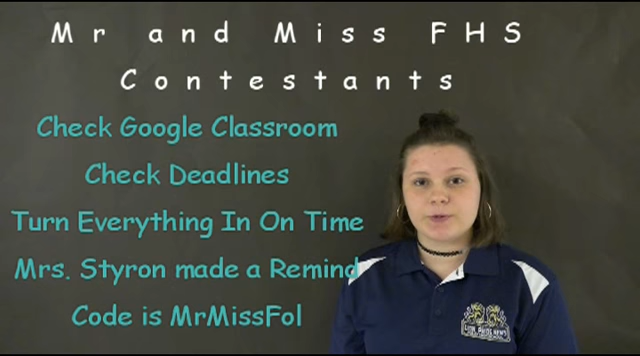 Mr and Miss FHS
Contestants
Check Google Classroom
Check Deadlines
Turn Everything In On Time
Mrs. Styron made a Remind
Code is MrMissFol